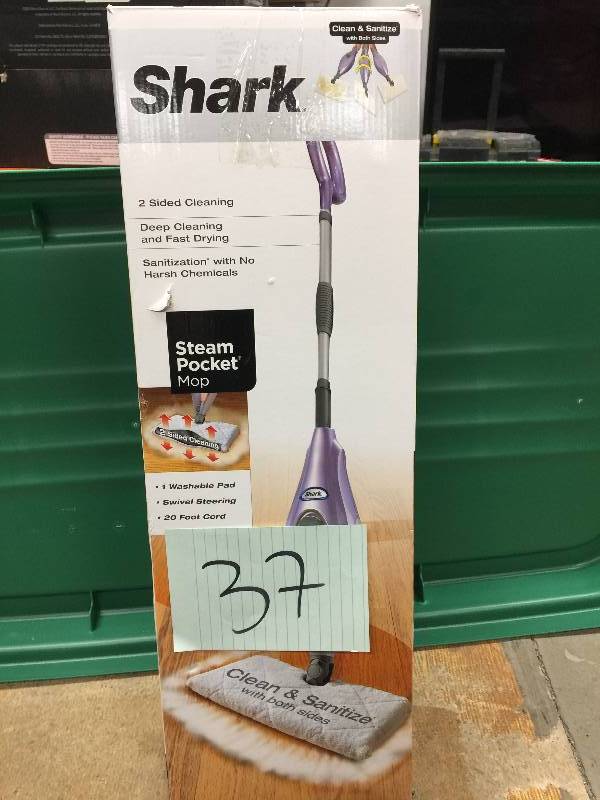 Clean & Sanitize
with Both Sides
Shark
2 Sided Cleaning
Deep Cleaning
and Fast Drying
Sanitization* with No
Harsh Chemicals
Steam
Pocket®
Mop
2 Sided Cleaning
• 1 Washable Pad
• Swivel Steering
• 20 Foot Cord
Shark
37
Clean & Sanitize*
with both sides